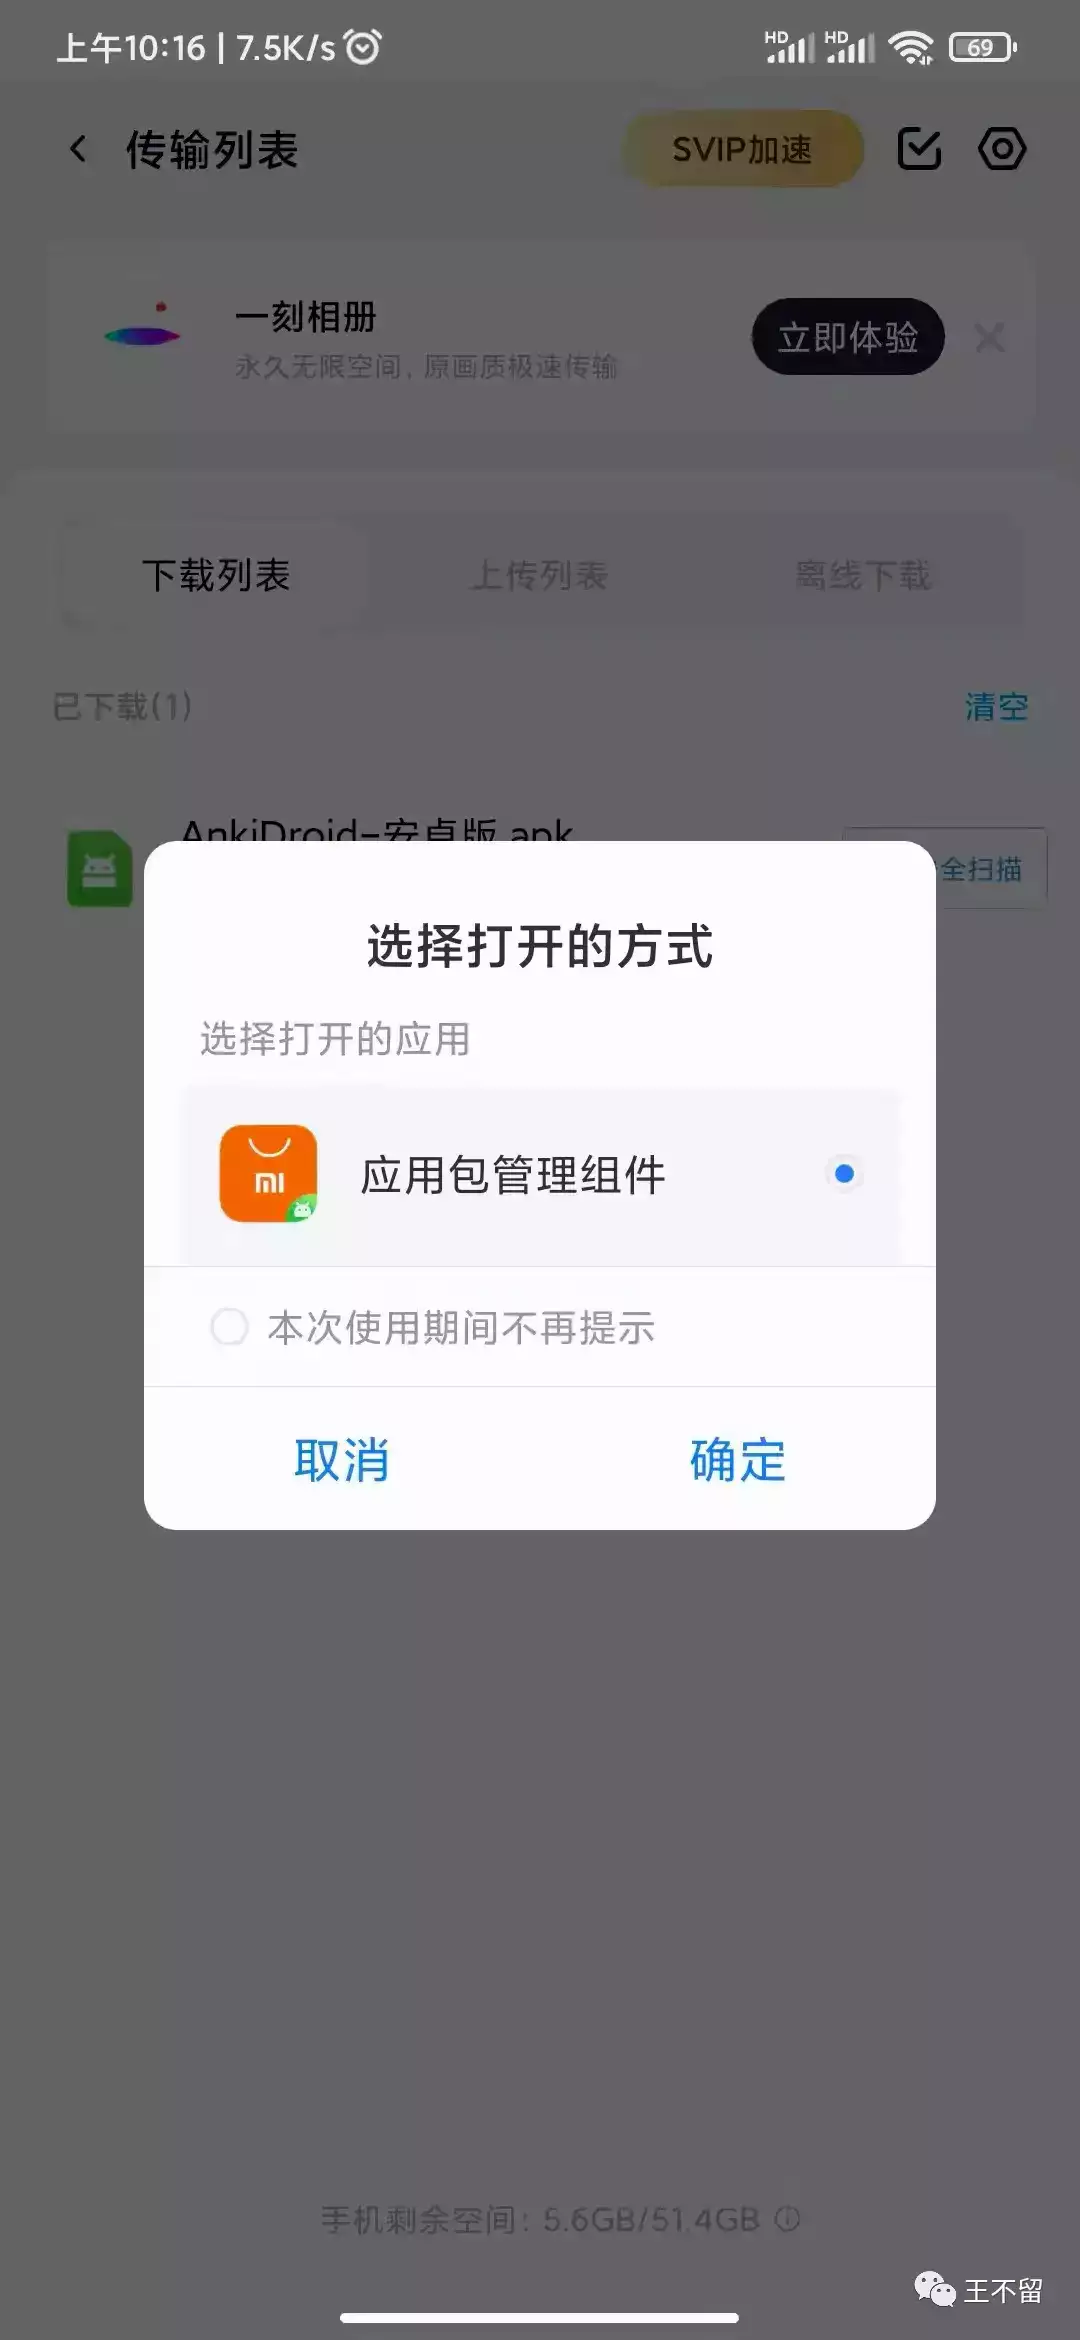 上午10:16 | 7.5K/s
HD HD 69
传输列表
SVIP加速
一刻相册
永久无限空间，原画质极速传输
立即体验
下载列表
上传列表
离线下载
已下载(1)
清空
AnkiDroid-安卓版.apk
全扫描
选择打开的方式
选择打开的应用
应用包管理组件
本次使用期间不再提示
取消
确定
手机剩余空间：5.6GB/51.4GB
王不留